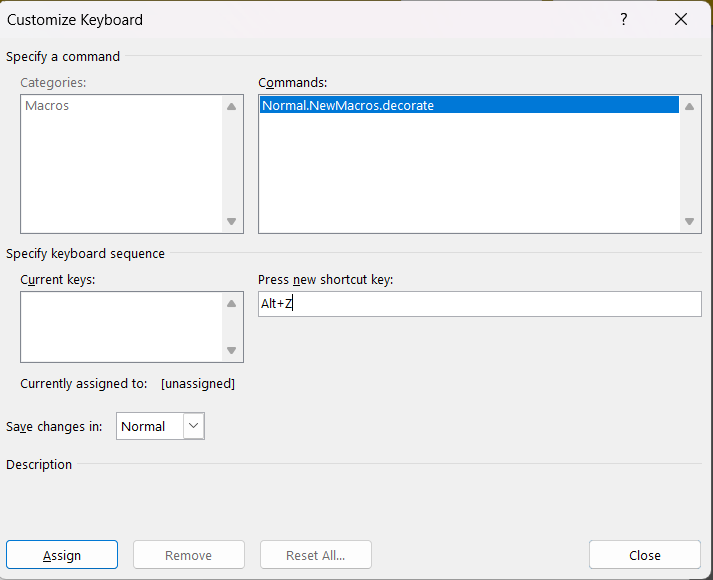 Customize Keyboard
?
Specify a command
Categories:
Commands:
Macros
Normal.NewMacros.decorate
Specify keyboard sequence
Current keys:
Press new shortcut key:
Alt+Z
Currently assigned to: [unassigned]
Save changes in: Normal
Description
Assign
Remove
Reset All...
Close